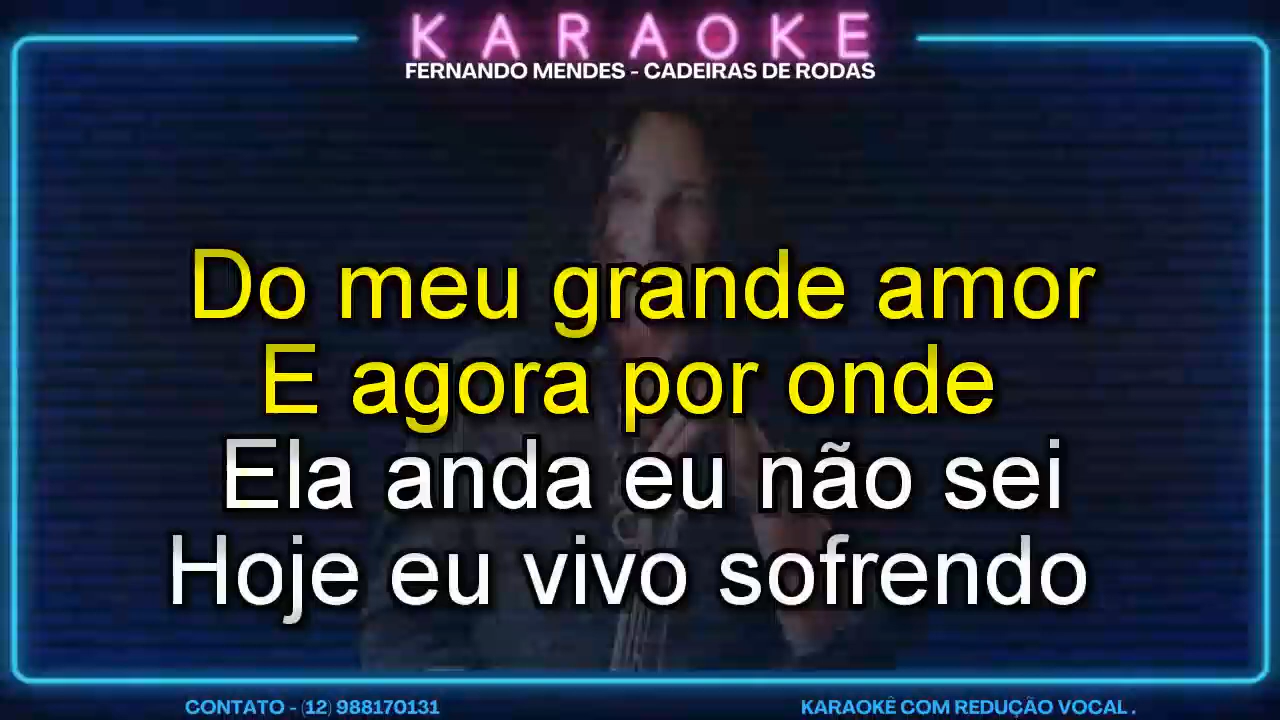 KARAOKE
FERNANDO MENDES - CADEIRAS DE RODAS
Do meu grande amor
E agora por onde
Ela anda eu não sei
Hoje eu vivo sofrendo
CONTATO - (12) 988170131
KARAOKÊ COM REDUÇÃO VOCAL .